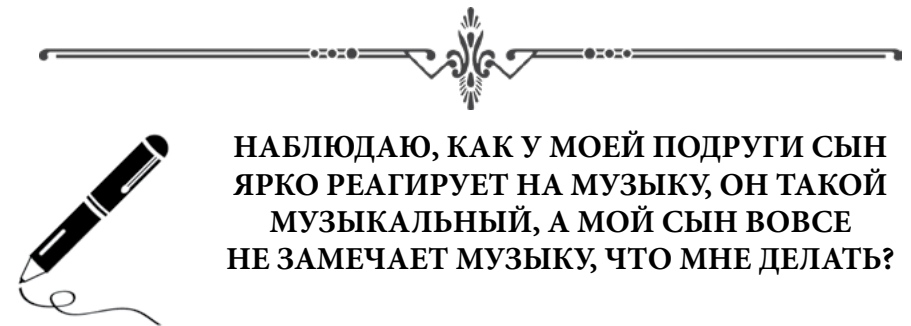 НАБЛЮДАЮ, КАК У МОЕЙ ПОДРУГИ СЫН
ЯРКО РЕАГИРУЕТ НА МУЗЫКУ, ОН ТАКОЙ
МУЗЫКАЛЬНЫЙ, А МОЙ СЫН ВОВСЕ
НЕ ЗАМЕЧАЕТ МУЗЫКУ, ЧТО МНЕ ДЕЛАТЬ?